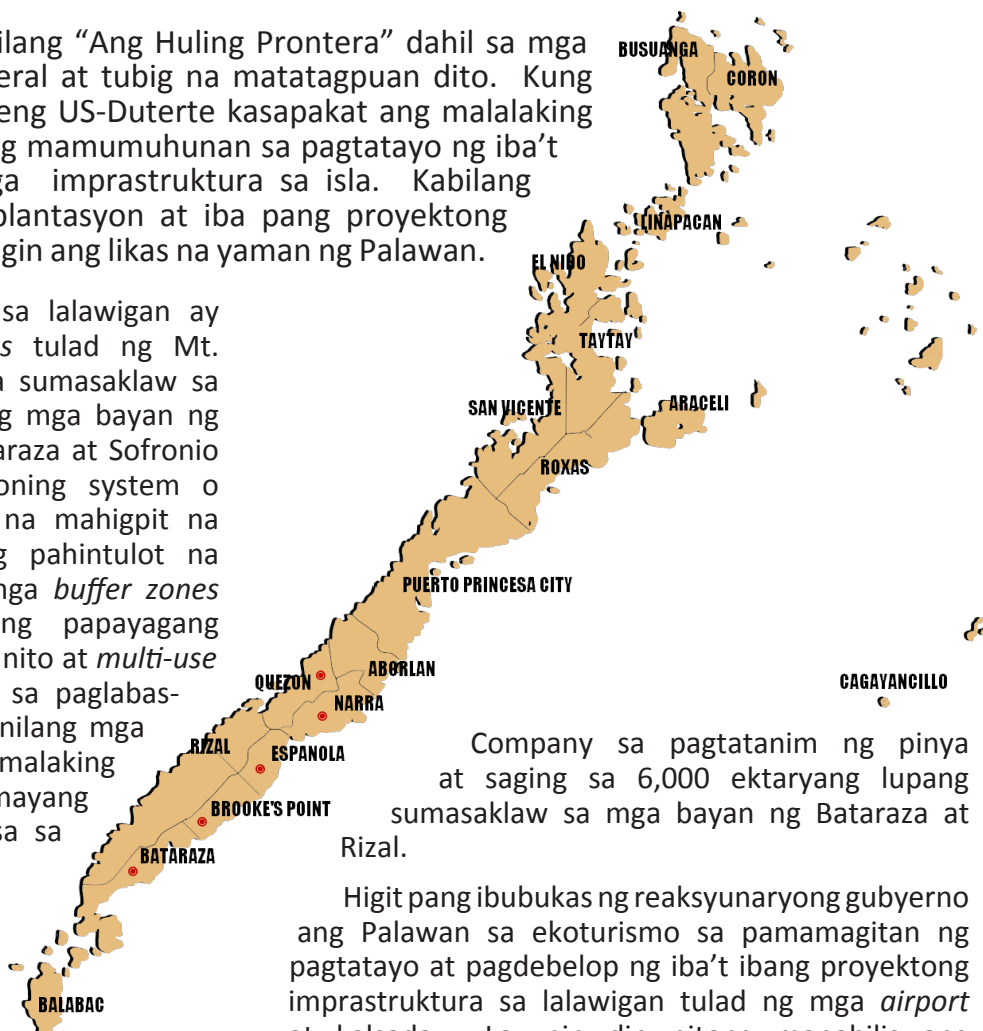 ilang “Ang Huling Prontera” dahil sa mga
eral at tubig na matatagpuan dito. Kung
eng US-Duterte kasapakat ang malalaking
g mamumuhunan sa pagtatayo ng iba’t
ga imprastruktura sa isla. Kabilang
plantasyon at iba pang proyektong
gin ang likas na yaman ng Palawan.
sa lalawigan ay
s tulad ng Mt.
a sumasaklaw sa
g mga bayan ng
araza at Sofronio
oning system o
na mahigpit na
g pahintulot na
nga buffer zones
ng papayagang
nito at multi-use
sa paglabas-
nilang mga
malaking
mayang
sa sa
BUSUANGA
CORON
LINAPACAN
EL NIDO
TAYTAY
SAN VICENTE
ARACELI
ROXAS
PUERTO PRINCESA CITY
ABORLAN
QUEZON
NARRA
CAGAYANCILLO
RIZAL
ESPANOLA
BROOKE'S POINT
BATARAZA
BALABAC
Company sa pagtatanim ng pinya
at saging sa 6,000 ektaryang lupang
sumasaklaw sa mga bayan ng Bataraza at
Rizal.
Higit pang ibubukas ng reaksyunaryong gubyerno
ang Palawan sa ekoturismo sa pamamagitan ng
pagtatayo at pagdebelop ng iba’t ibang proyektong
imprastruktura sa lalawigan tulad ng mga airport